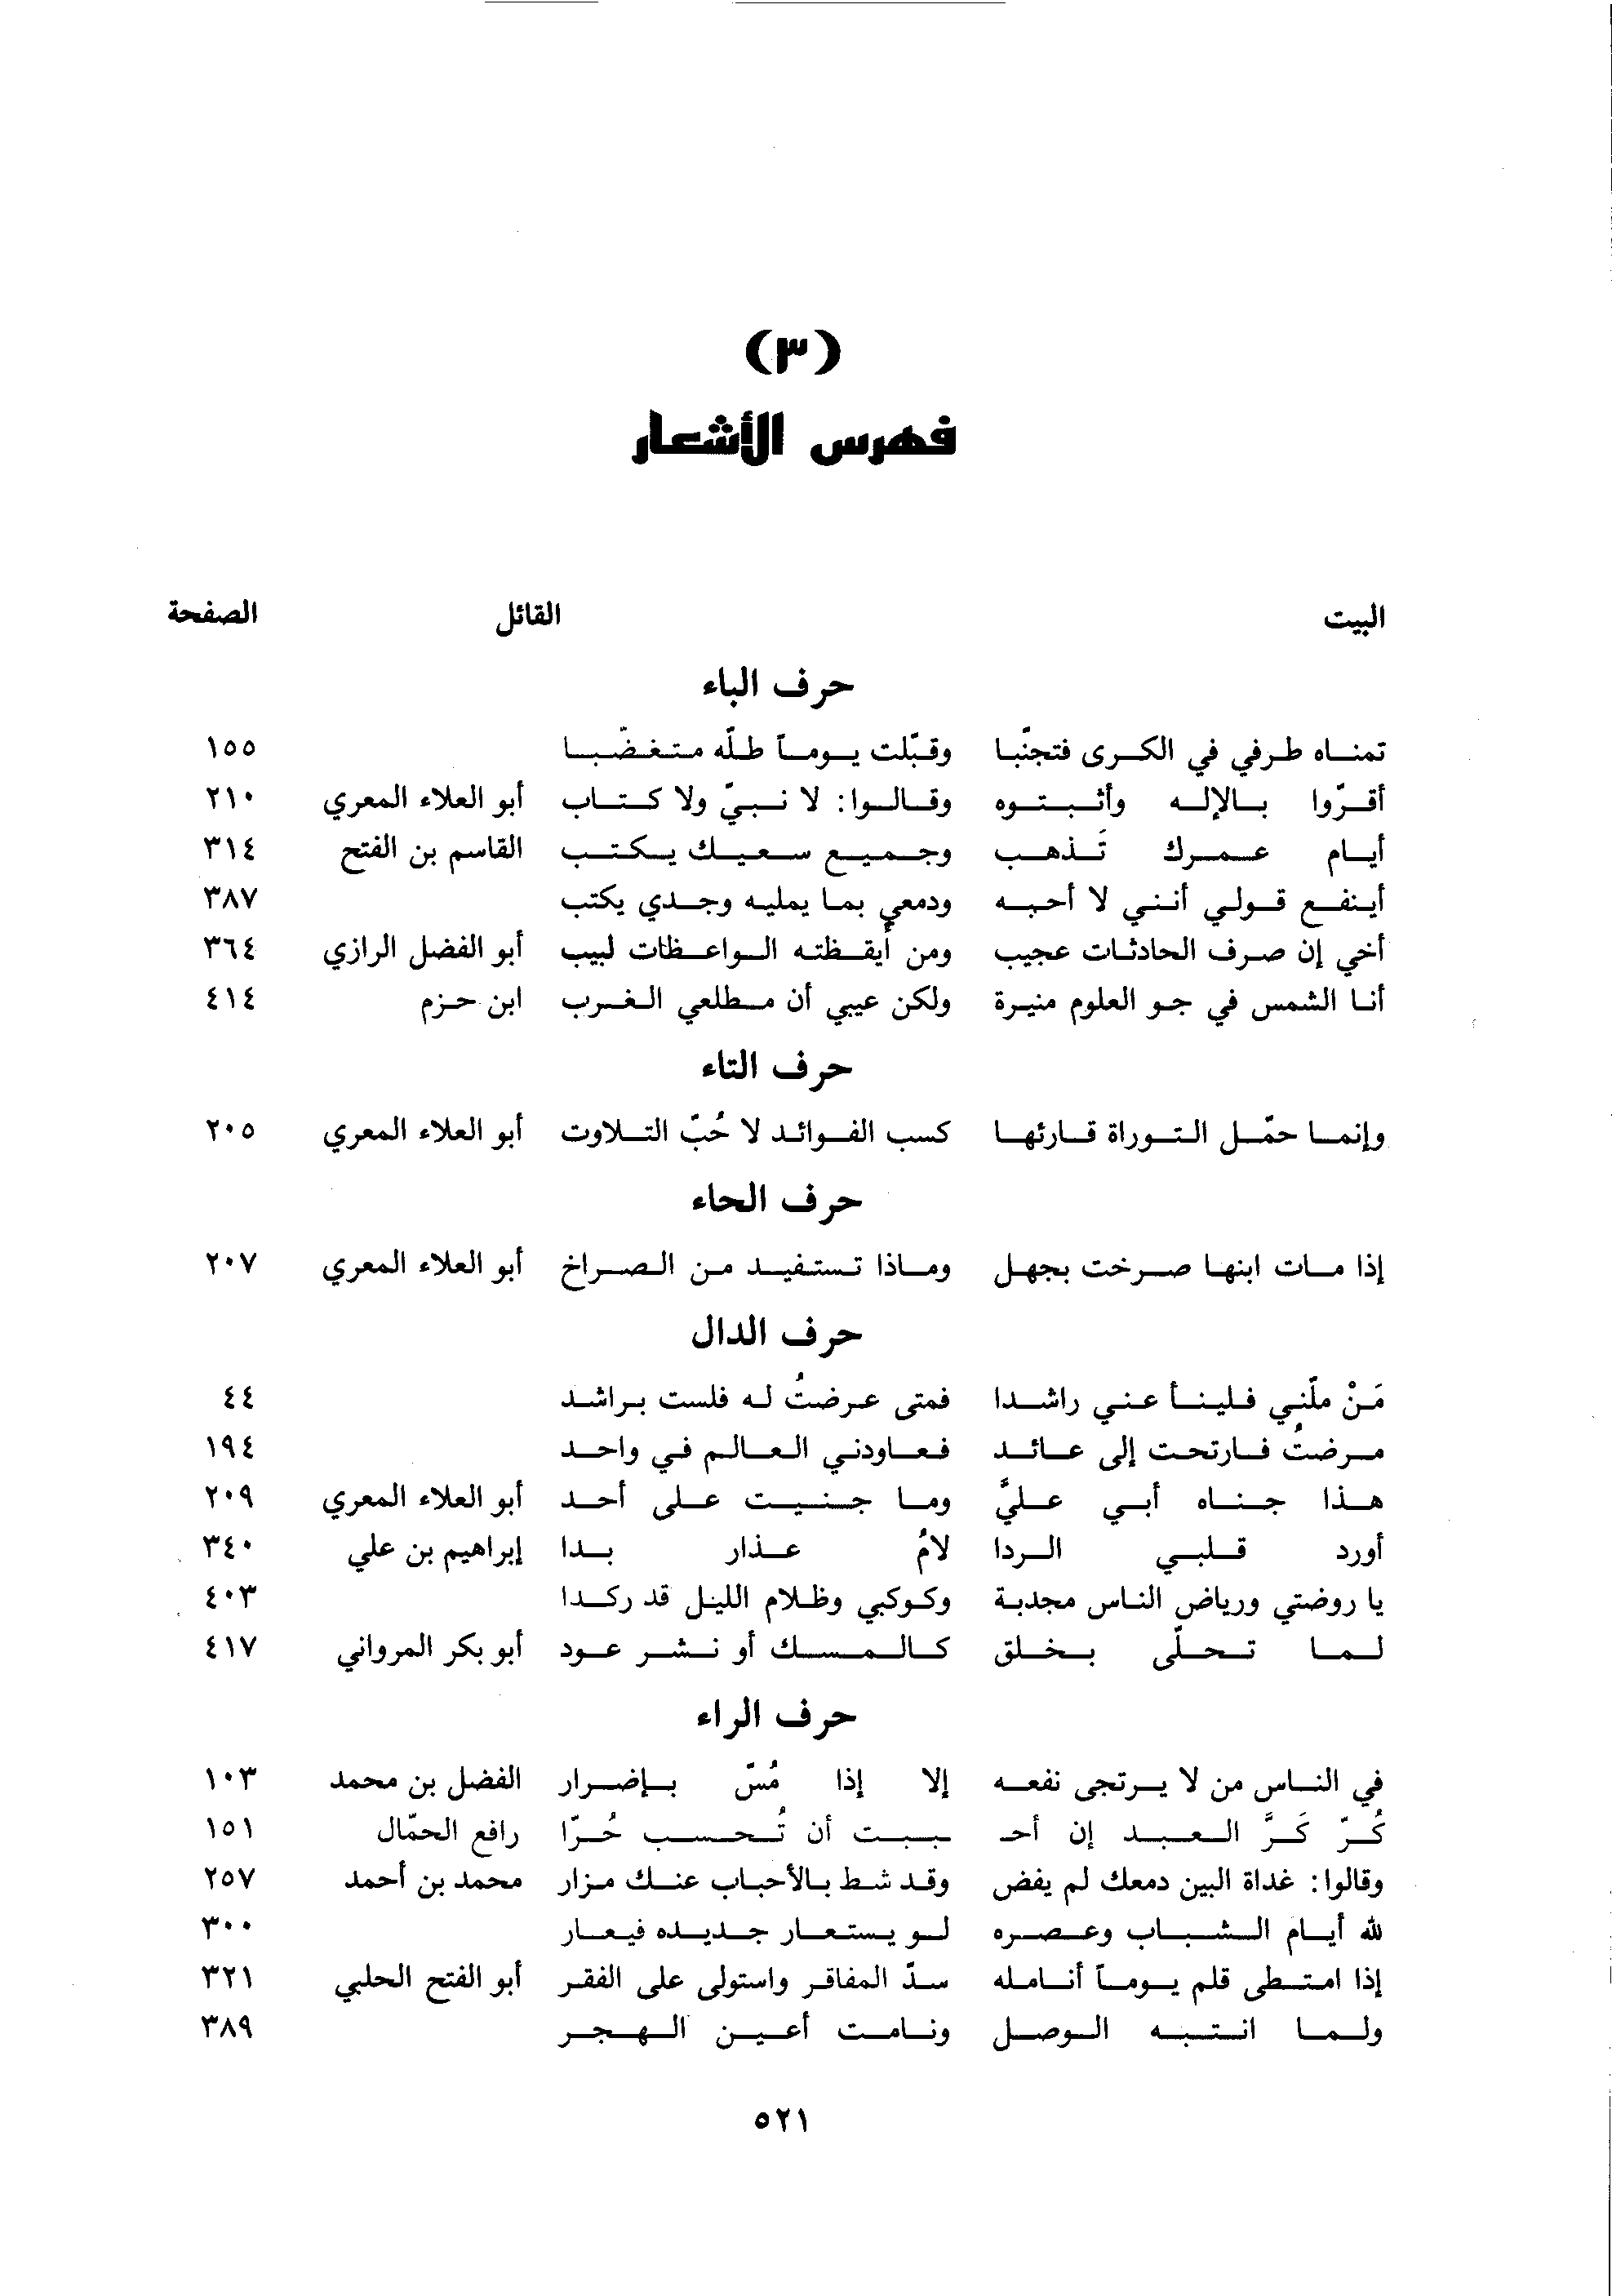 (٣)
فهرس الأشعار
البيت القائل الصفحة
حرف الباء
تمناه طرفي في الكرى فتجنّبا وقبّلت يوماً ظلّه متغضّبا ١٥٥
أقرّوا بالإله وأثبتوه وقالوا: لا نبيّ ولا كتاب أبو العلاء المعري ٢١٠
أيام عمرك تَذهب وجميع سعيك يكتب القاسم بن الفتح ٣١٤
أينفع قولي أنني لا أحبه ودمعي بما يمليه وجدي يكتب ٣٨٧
أخي إن صرف الحادثات عجيب ومن أيقظته الواعظات لبيب أبو الفضل الرازي ٣٦٤
أنا الشمس في جو العلوم منيرة ولكن عيبي أن مطلعي الغرب ابن حزم ٤١٤
حرف التاء
وإنما حمّل التوراة قارئها كسب الفوائد لا حُبّ التلاوت أبو العلاء المعري ٢٠٥
حرف الحاء
إذا مات ابنها صرخت بجهل وماذا تستفيد من الصراخ أبو العلاء المعري ٢٠٧
حرف الدال
مَنْ ملّني فلينأ عني راشدا فمتى عرضتُ له فلست براشد ٤٤
مرضتُ فارتحت إلى عائد فعاودني العالم في واحد ١٩٤
هذا جناه أبي عليَّ وما جنيت على أحد أبو العلاء المعري ٢٠٩
أورد قلبي الردا لامُ عذار بدا إبراهيم بن علي ٣٤٠
يا روضتي ورياض الناس مجدبة وكوكبي وظلام الليل قد ركدا ٤٠٣
لما تحلّى بخلق كالمسك أو نشر عود أبو بكر المرواني ٤١٧
حرف الراء
في الناس من لا يرتجى نفعه إلا إذا مُسّ بإضرار الفضل بن محمد ١٠٣
كُرّ كَرَّ العبد إن أحـ ـببت أن تُحسب حُرّا رافع الحمّال ١٥١
وقالوا: غداة البين دمعك لم يفض وقد شط بالأحباب عنك مزار محمد بن أحمد ٢٥٧
لله أيام الشباب وعصره لو يستعار جديده فيعار ٣٠٠
إذا امتطى قلم يوماً أنامله سدّ المفاقر واستولى على الفقر أبو الفتح الحلبي ٣٢١
ولما انتبه الوصل ونامت أعين الهجر ٣٨٩
٥٢١